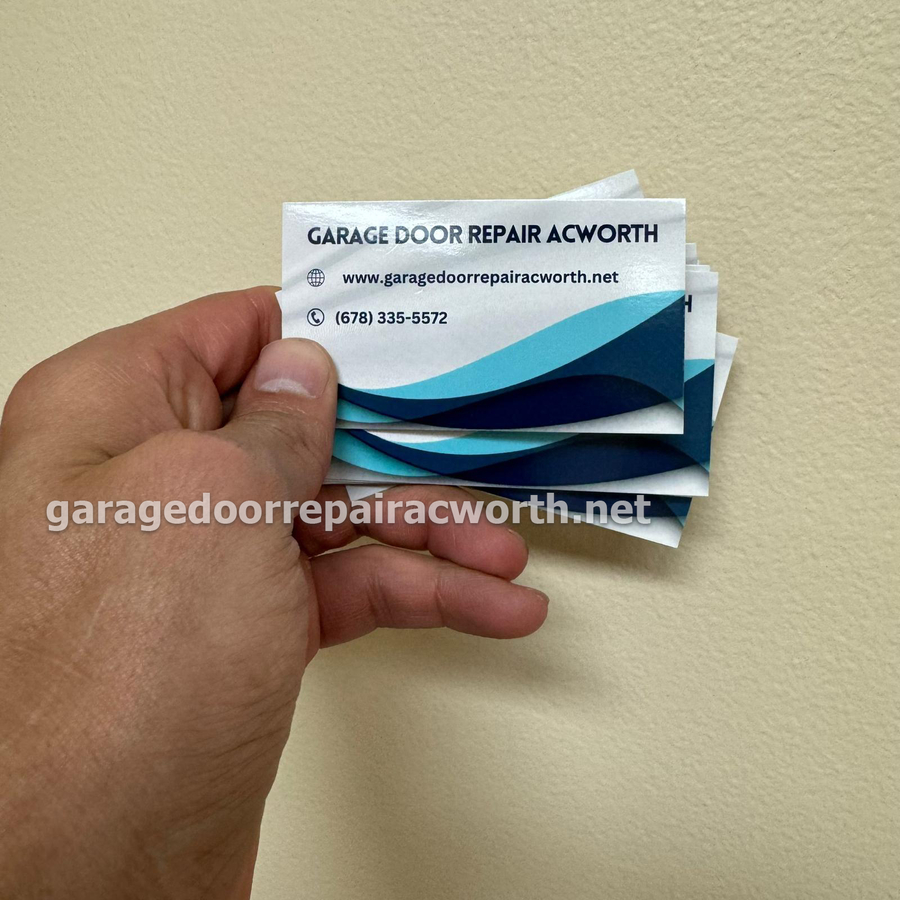 GARAGE DOOR REPAIR ACWORTH
www.garagedoorrepairacworth.net
(678) 335-5572
H
garagedoorrepairacworth.net